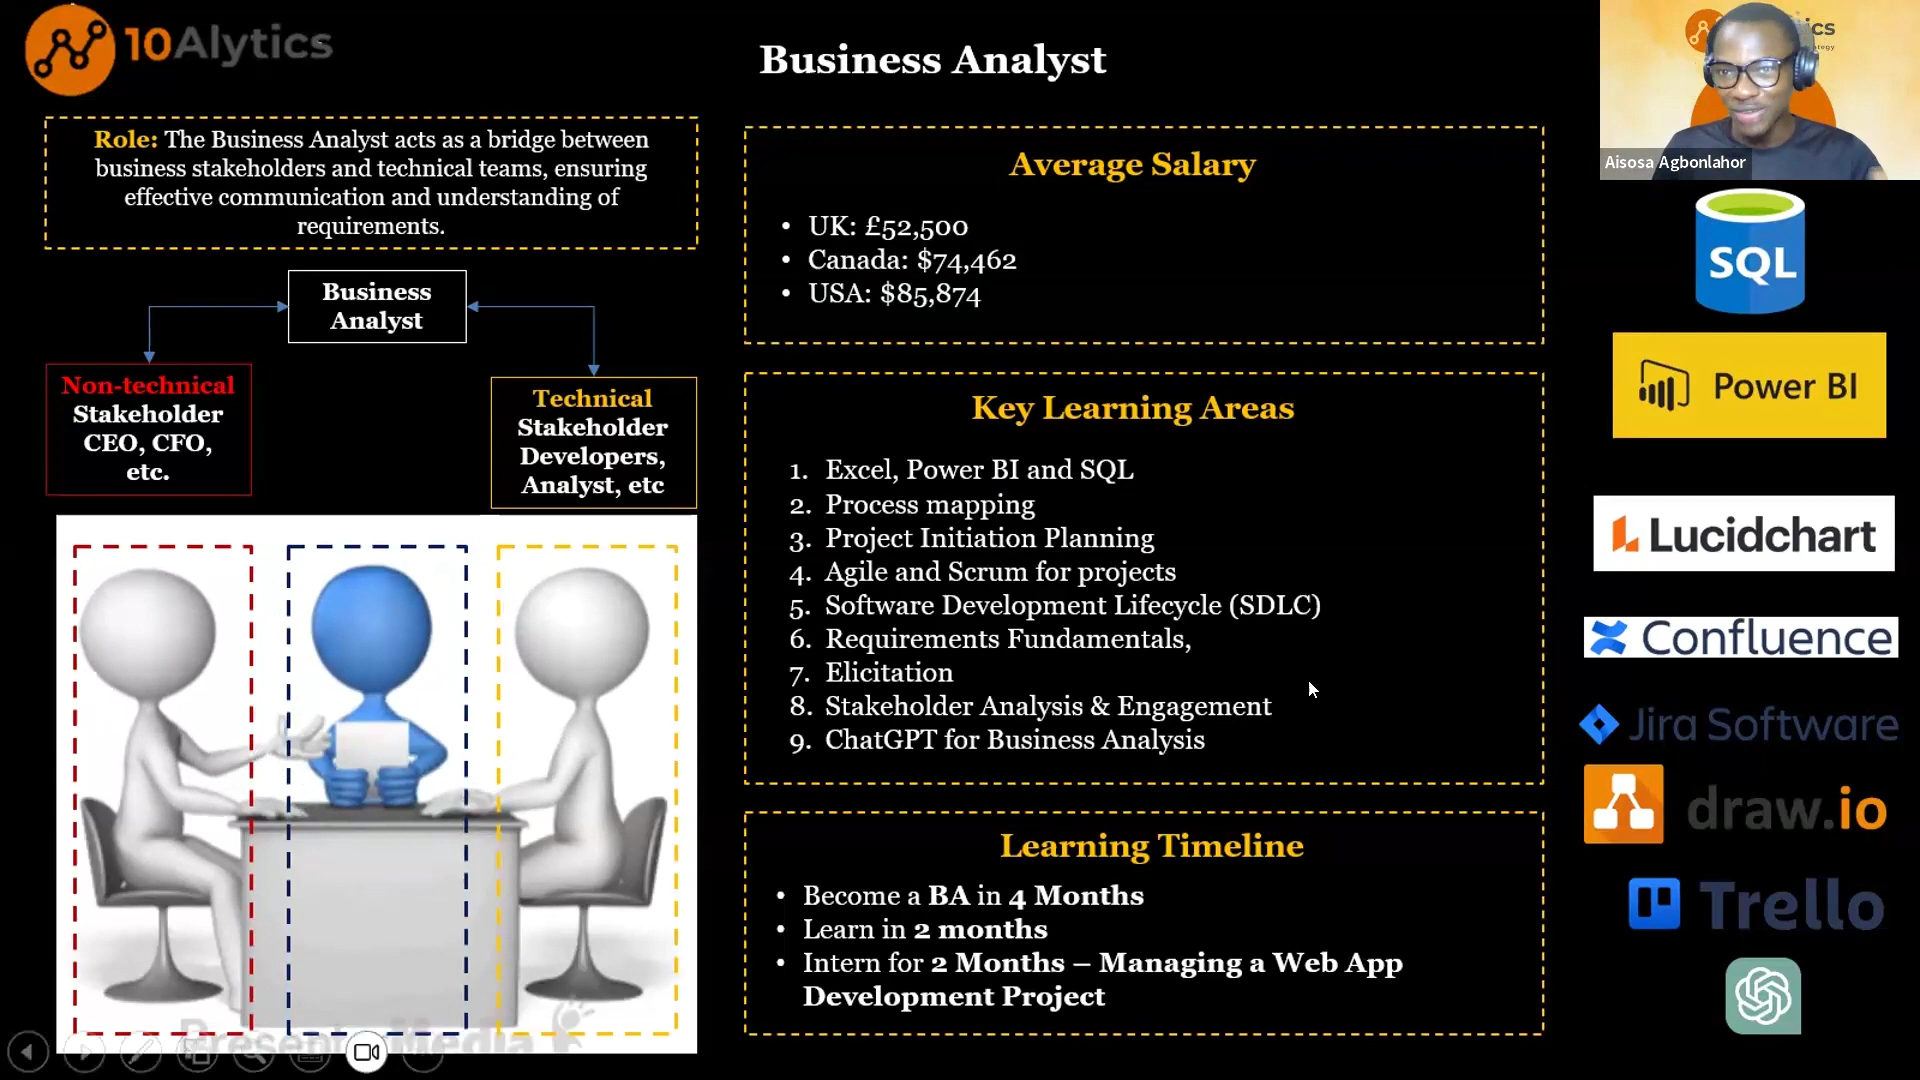 10Alytics
Business Analyst
Role: The Business Analyst acts as a bridge between
business stakeholders and technical teams, ensuring
effective communication and understanding of
requirements.
Business
Analyst
Non-technical
Stakeholder
CEO, CFO,
etc.
Technical
Stakeholder
Developers,
Analyst, etc
Average Salary
• UK: £52,500
• Canada: $74,462
• USA: $85,874
Key Learning Areas
1. Excel, Power BI and SQL
2. Process mapping
3. Project Initiation Planning
4. Agile and Scrum for projects
5. Software Development Lifecycle (SDLC)
6. Requirements Fundamentals,
7. Elicitation
8. Stakeholder Analysis & Engagement
9. ChatGPT for Business Analysis
Learning Timeline
• Become a BA in 4 Months
• Learn in 2 months
• Intern for 2 Months – Managing a Web App
Development Project
Aisosa Agbonlahor
SQL
Power BI
Lucidchart
Confluence
Jira Software
draw.io
Trello